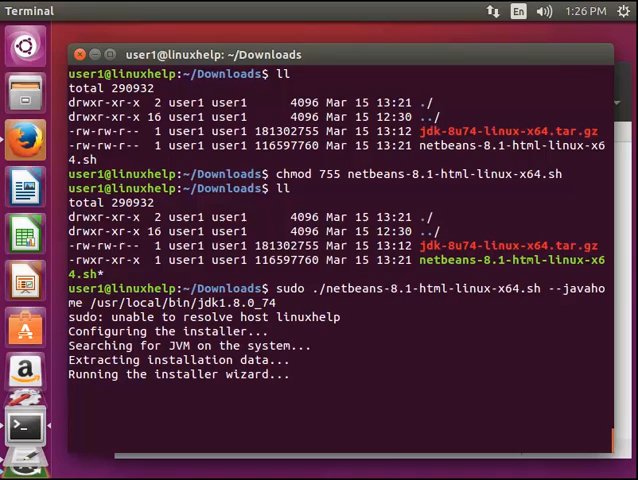 Terminal
En
1:26 PM
user1@linuxhelp: ~/Downloads
user1@linuxhelp:~/Downloads$ ll
total 290932
drwxr-xr-x  2 user1 user1      4096 Mar 15 13:21 ./
drwxr-xr-x 16 user1 user1      4096 Mar 15 12:30 ../
-rw-rw-r--  1 user1 user1 181302755 Mar 15 13:12 jdk-8u74-linux-x64.tar.gz
-rw-rw-r--  1 user1 user1 116597760 Mar 15 13:21 netbeans-8.1-html-linux-x6
4.sh
user1@linuxhelp:~/Downloads$ chmod 755 netbeans-8.1-html-linux-x64.sh
user1@linuxhelp:~/Downloads$ ll
total 290932
drwxr-xr-x  2 user1 user1      4096 Mar 15 13:21 ./
drwxr-xr-x 16 user1 user1      4096 Mar 15 12:30 ../
-rw-rw-r--  1 user1 user1 181302755 Mar 15 13:12 jdk-8u74-linux-x64.tar.gz
-rwxr-xr-x  1 user1 user1 116597760 Mar 15 13:21 netbeans-8.1-html-linux-x6
4.sh*
user1@linuxhelp:~/Downloads$ sudo ./netbeans-8.1-html-linux-x64.sh --javaho
me /usr/local/bin/jdk1.8.0_74
sudo: unable to resolve host linuxhelp
Configuring the installer...
Searching for JVM on the system...
Extracting installation data...
Running the installer wizard...